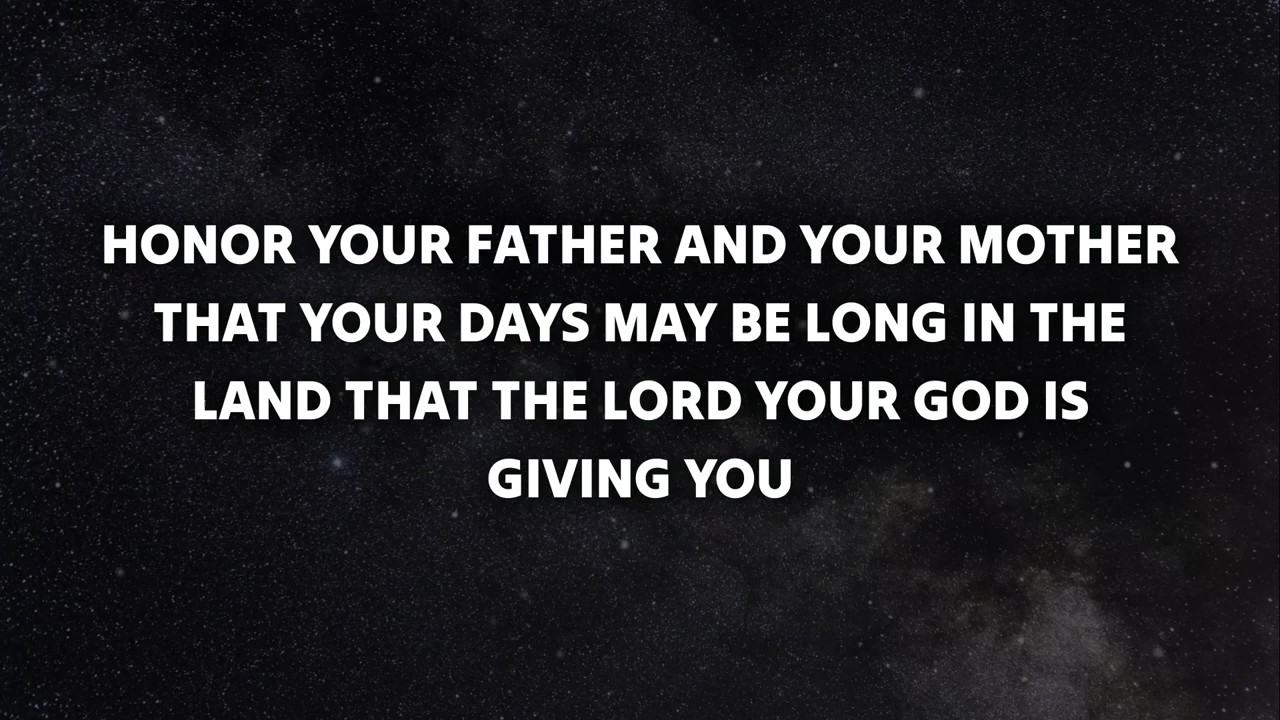 HONOR YOUR FATHER AND YOUR MOTHER
THAT YOUR DAYS MAY BE LONG IN THE
LAND THAT THE LORD YOUR GOD IS
GIVING YOU